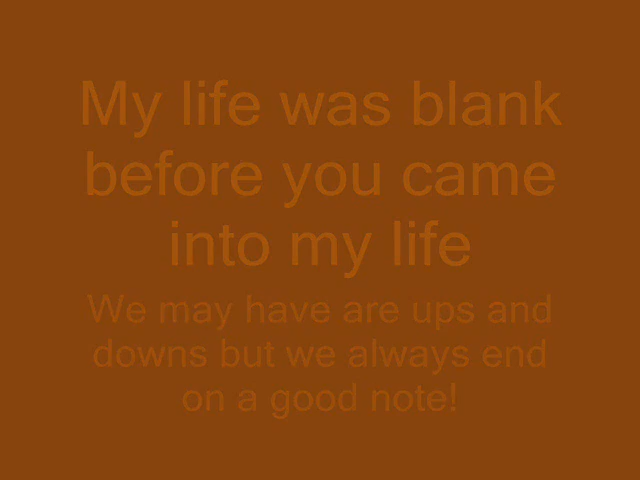 My life was blank
before you came
into my life
We may have are ups and
downs but we always end
on a good note!